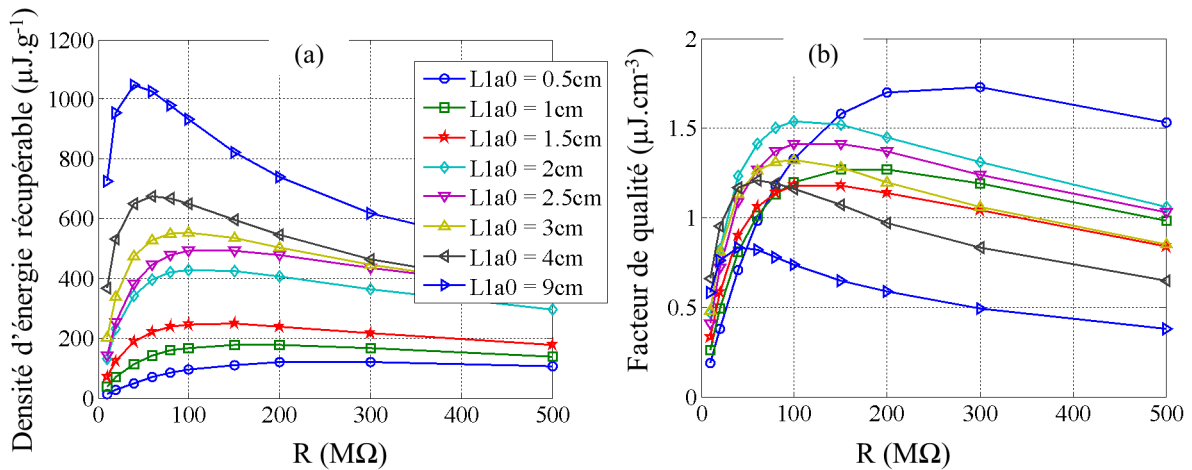 Densité d'énergie récupérable (µJ.g⁻¹)
1200
1000
800
600
400
200
0
(a)
L1a0 = 0.5cm
L1a0 = 1cm
L1a0 = 1.5cm
L1a0 = 2cm
L1a0 = 2.5cm
L1a0 = 3cm
L1a0 = 4cm
L1a0 = 9cm
0 100 200 300 400 500
R (MΩ)
Facteur de qualité (µJ.cm⁻³)
2
1.5
1
0.5
0
(b)
0 100 200 300 400 500
R (MΩ)